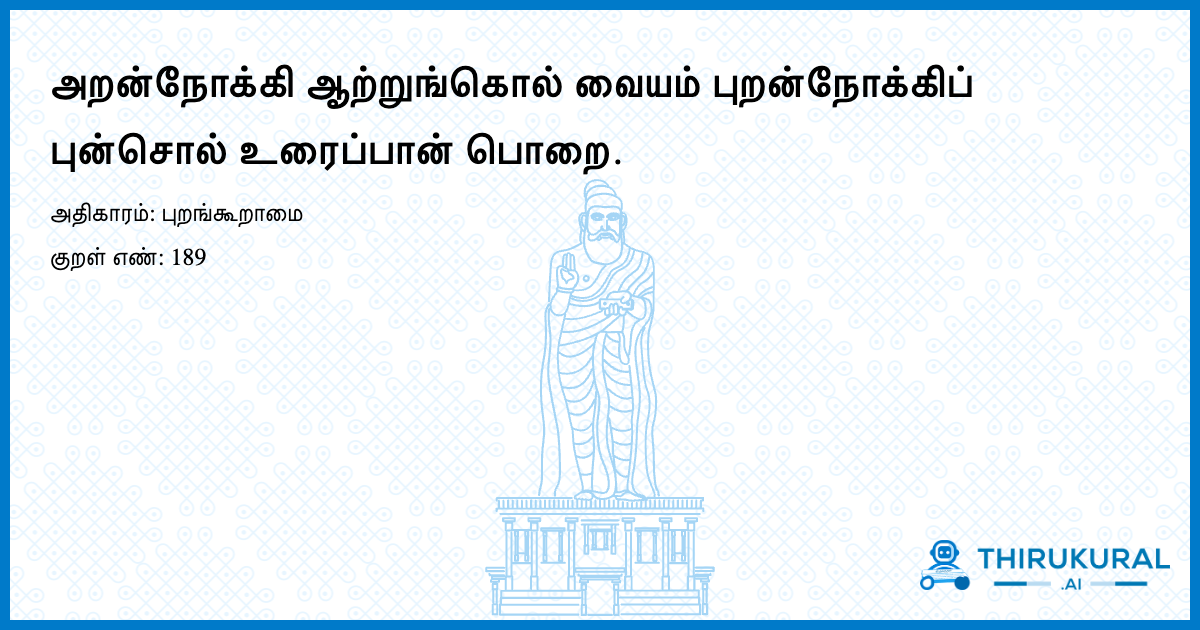 அறன்நோக்கி ஆற்றுங்கொல் வையம் புறன்நோக்கிப்
புன்சொல் உரைப்பான் பொறை.
அதிகாரம்: புறங்கூறாமை
குறள் எண்: 189
THIRUKURAL
.AI